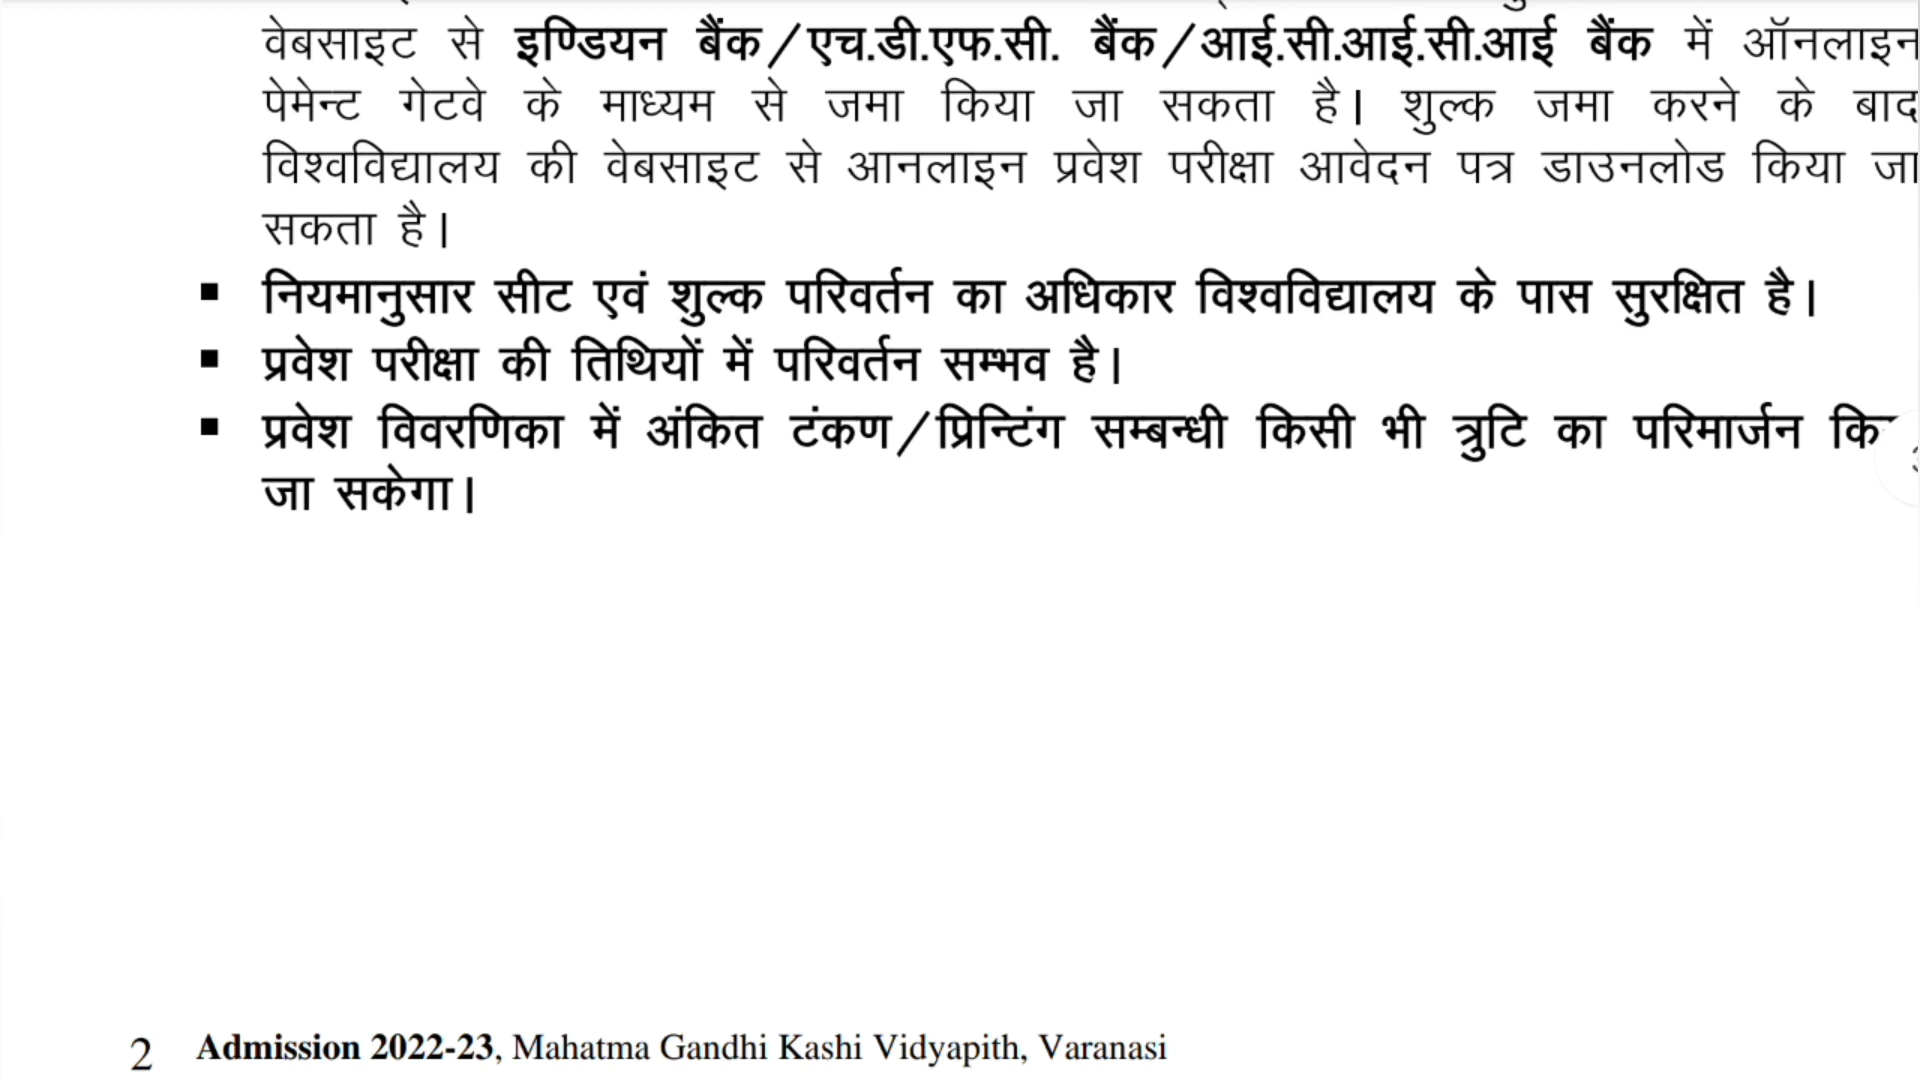 वेबसाइट से इण्डियन बैंक/एच.डी.एफ.सी. बैंक/आई.सी.आई.सी.आई बैंक में ऑनलाइन
पेमेन्ट गेटवे के माध्यम से जमा किया जा सकता है। शुल्क जमा करने के बाद
विश्वविद्यालय की वेबसाइट से आनलाइन प्रवेश परीक्षा आवेदन पत्र डाउनलोड किया जा
सकता है।
▪ नियमानुसार सीट एवं शुल्क परिवर्तन का अधिकार विश्वविद्यालय के पास सुरक्षित है।
▪ प्रवेश परीक्षा की तिथियों में परिवर्तन सम्भव है।
▪ प्रवेश विवरणिका में अंकित टंकण/प्रिन्टिंग सम्बन्धी किसी भी त्रुटि का परिमार्जन
जा सकेगा।
2 Admission 2022-23, Mahatma Gandhi Kashi Vidyapith, Varanasi